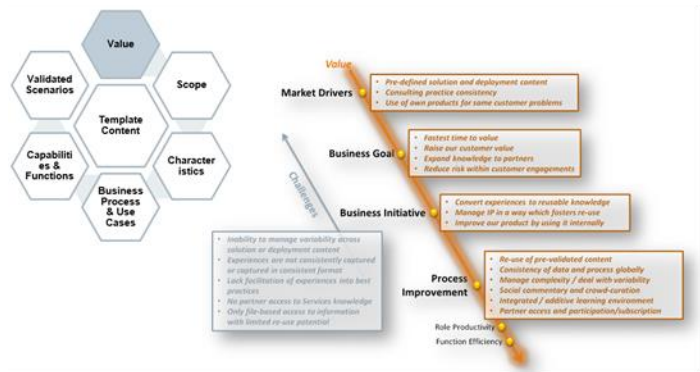 Value
Validated
Scenarios
Scope
Template
Content
Capabiliti
es &
Functions
Character
istics
Business
Process
& Use
Cases
Value
Market Drivers
• Pre-defined solution and deployment content
• Consulting practice consistency
• Use of own products for same customer problems
Business Goal
• Fastest time to value
• Raise our customer value
• Expand knowledge to partners
• Reduce risk within customer engagements
Business Initiative
• Convert experiences to reusable knowledge
• Manage IP in a way which fosters re-use
• Improve our product by using it internally
Process
Improvement
• Re-use of pre-validated content
• Consistency of data and process globally
• Manage complexity / deal with variability
• Social commentary and crowd-curation
• Integrated / additive learning environment
• Partner access and participation/subscription
Role Productivity
Function Efficiency
Challenges
• Inability to manage variability across
solution or deployment content
• Experiences are not consistently captured
or captured in consistent format
• Lack facilitation of experiences into best
practices
• No partner access to Services knowledge
• Only file-based access to information
with limited re-use potential